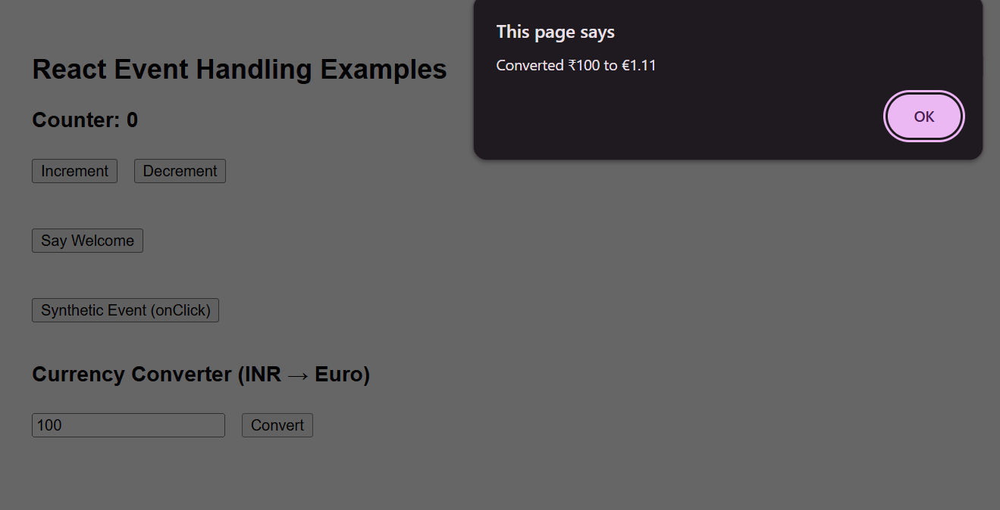 React Event Handling Examples
Counter: 0
Increment Decrement
Say Welcome
Synthetic Event (onClick)
Currency Converter (INR → Euro)
100 Convert
This page says
Converted ₹100 to €1.11
OK